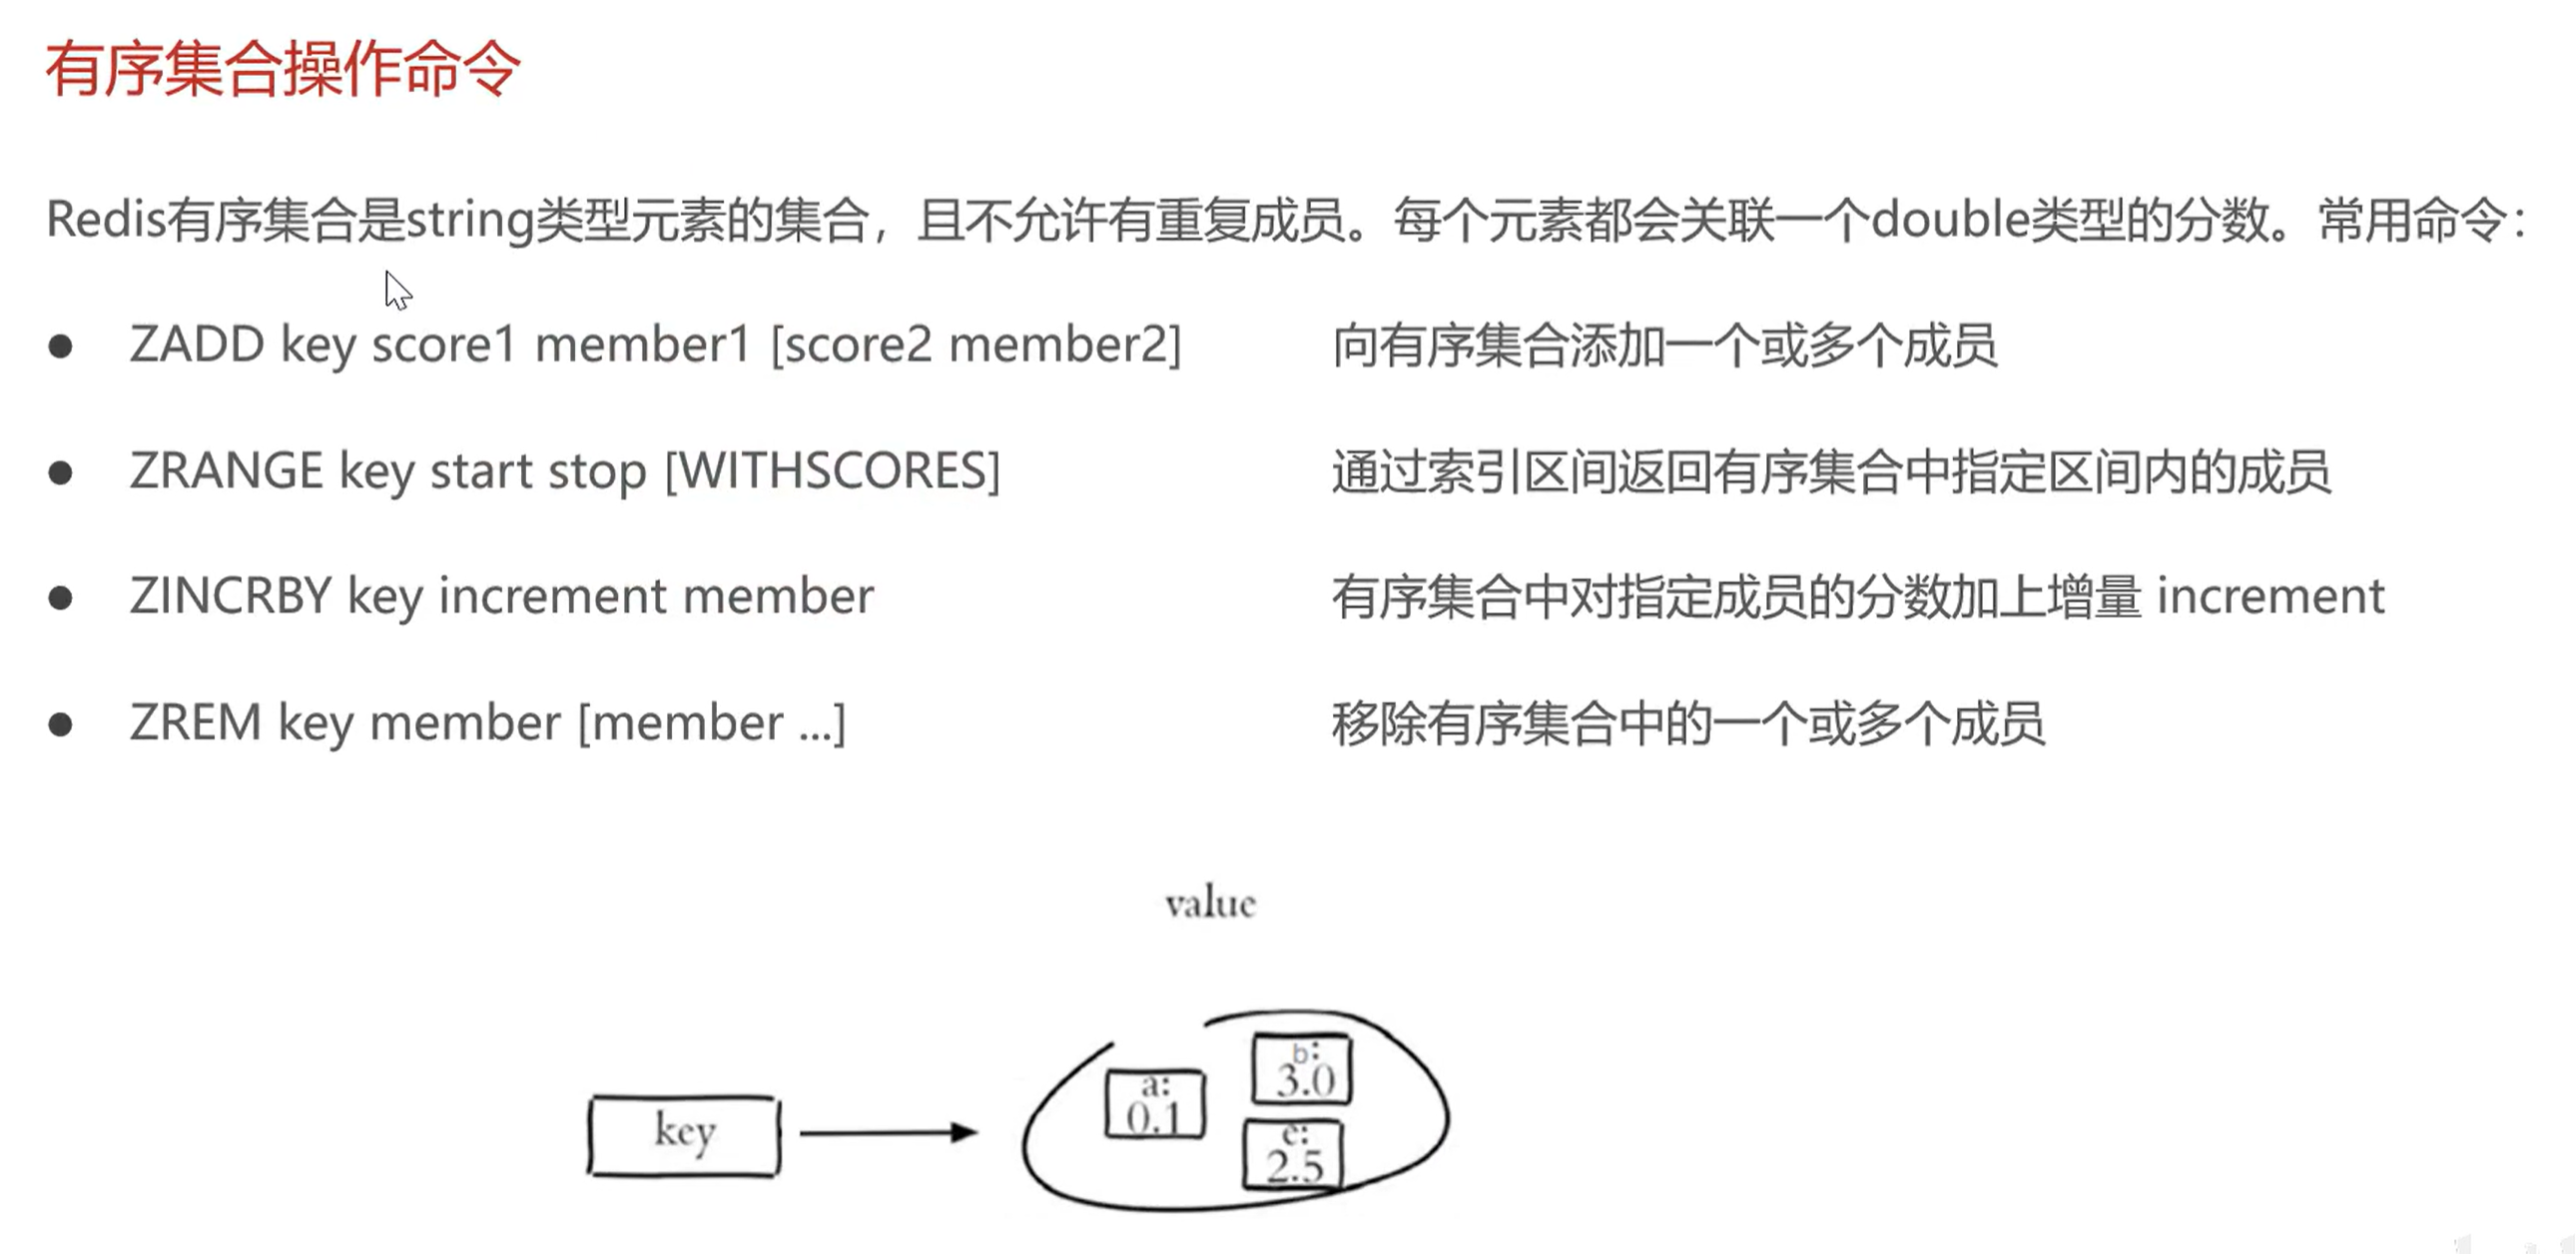 有序集合操作命令
Redis有序集合是string类型元素的集合，且不允许有重复成员。每个元素都会关联一个double类型的分数。常用命令：
● ZADD key score1 member1 [score2 member2] 向有序集合添加一个或多个成员
● ZRANGE key start stop [WITHSCORES] 通过索引区间返回有序集合中指定区间内的成员
● ZINCRBY key increment member 有序集合中对指定成员的分数加上增量 increment
● ZREM key member [member ...] 移除有序集合中的一个或多个成员
value
key
a:
0.1
b:
3.0
c:
2.5